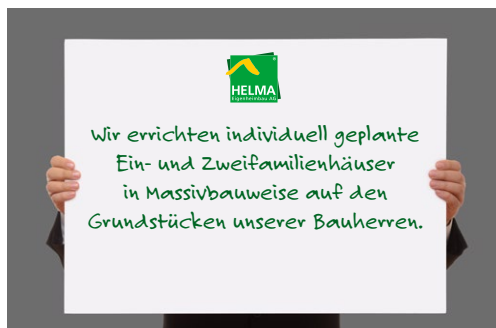 HELMA
Eigenheimbau AG
Wir errichten individuell geplante
Ein- und Zweifamilienhäuser
in Massivbauweise auf den
Grundstücken unserer Bauherren.